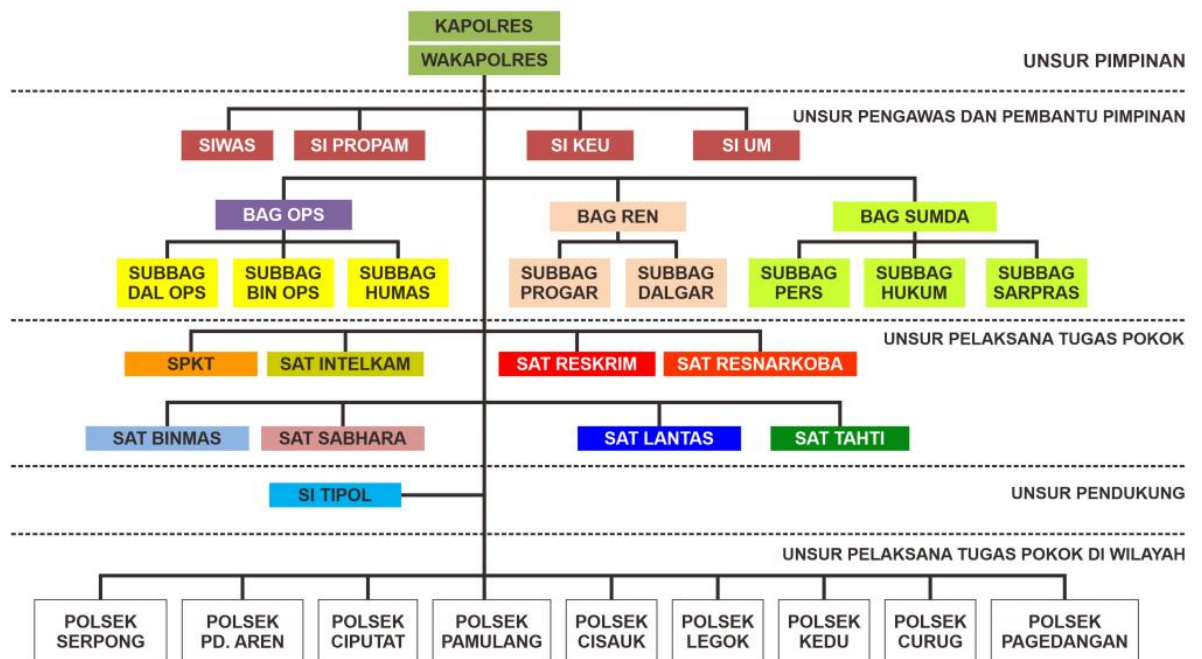 KAPOLRES
WAKAPOLRES
UNSUR PIMPINAN
UNSUR PENGAWAS DAN PEMBANTU PIMPINAN
SIWAS
SI PROPAM
SI KEU
SI UM
BAG OPS
BAG REN
BAG SUMDA
SUBBAG
DAL OPS
SUBBAG
BIN OPS
SUBBAG
HUMAS
SUBBAG
PROGAR
SUBBAG
DALGAR
SUBBAG
PERS
SUBBAG
HUKUM
SUBBAG
SARPRAS
UNSUR PELAKSANA TUGAS POKOK
SPKT
SAT INTELKAM
SAT RESKRIM
SAT RESNARKOBA
SAT BINMAS
SAT SABHARA
SAT LANTAS
SAT TAHTI
SI TIPOL
UNSUR PENDUKUNG
UNSUR PELAKSANA TUGAS POKOK DI WILAYAH
POLSEK
SERPONG
POLSEK
PD. AREN
POLSEK
CIPUTAT
POLSEK
PAMULANG
POLSEK
CISAUK
POLSEK
LEGOK
POLSEK
KEDU
POLSEK
CURUG
POLSEK
PAGEDANGAN